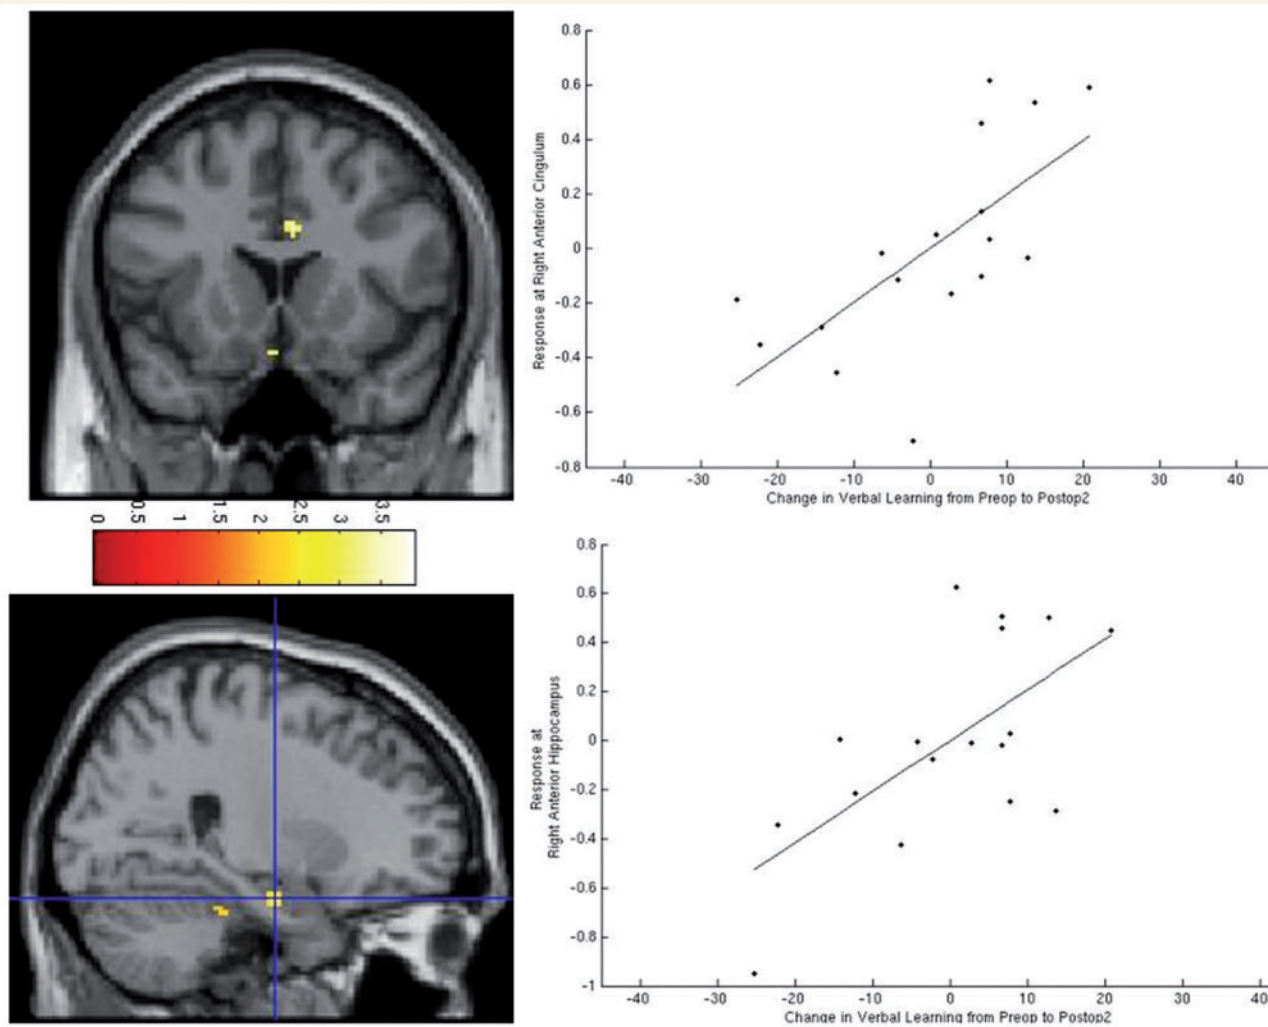 0.8
0.6
0.4
0.2
0
-0.2
-0.4
-0.6
-0.8
Response at Right Anterior Cingulum
-40 -30 -20 -10 0 10 20 30 40
Change in Verbal Learning from Preop to Postop2
0 0.5 1 1.5 2 2.5 3 3.5
0.8
0.6
0.4
0.2
0
-0.2
-0.4
-0.6
-0.8
-1
Response at
Right Anterior Hippocampus
-40 -30 -20 -10 0 10 20 30 40
Change in Verbal Learning from Preop to Postop2